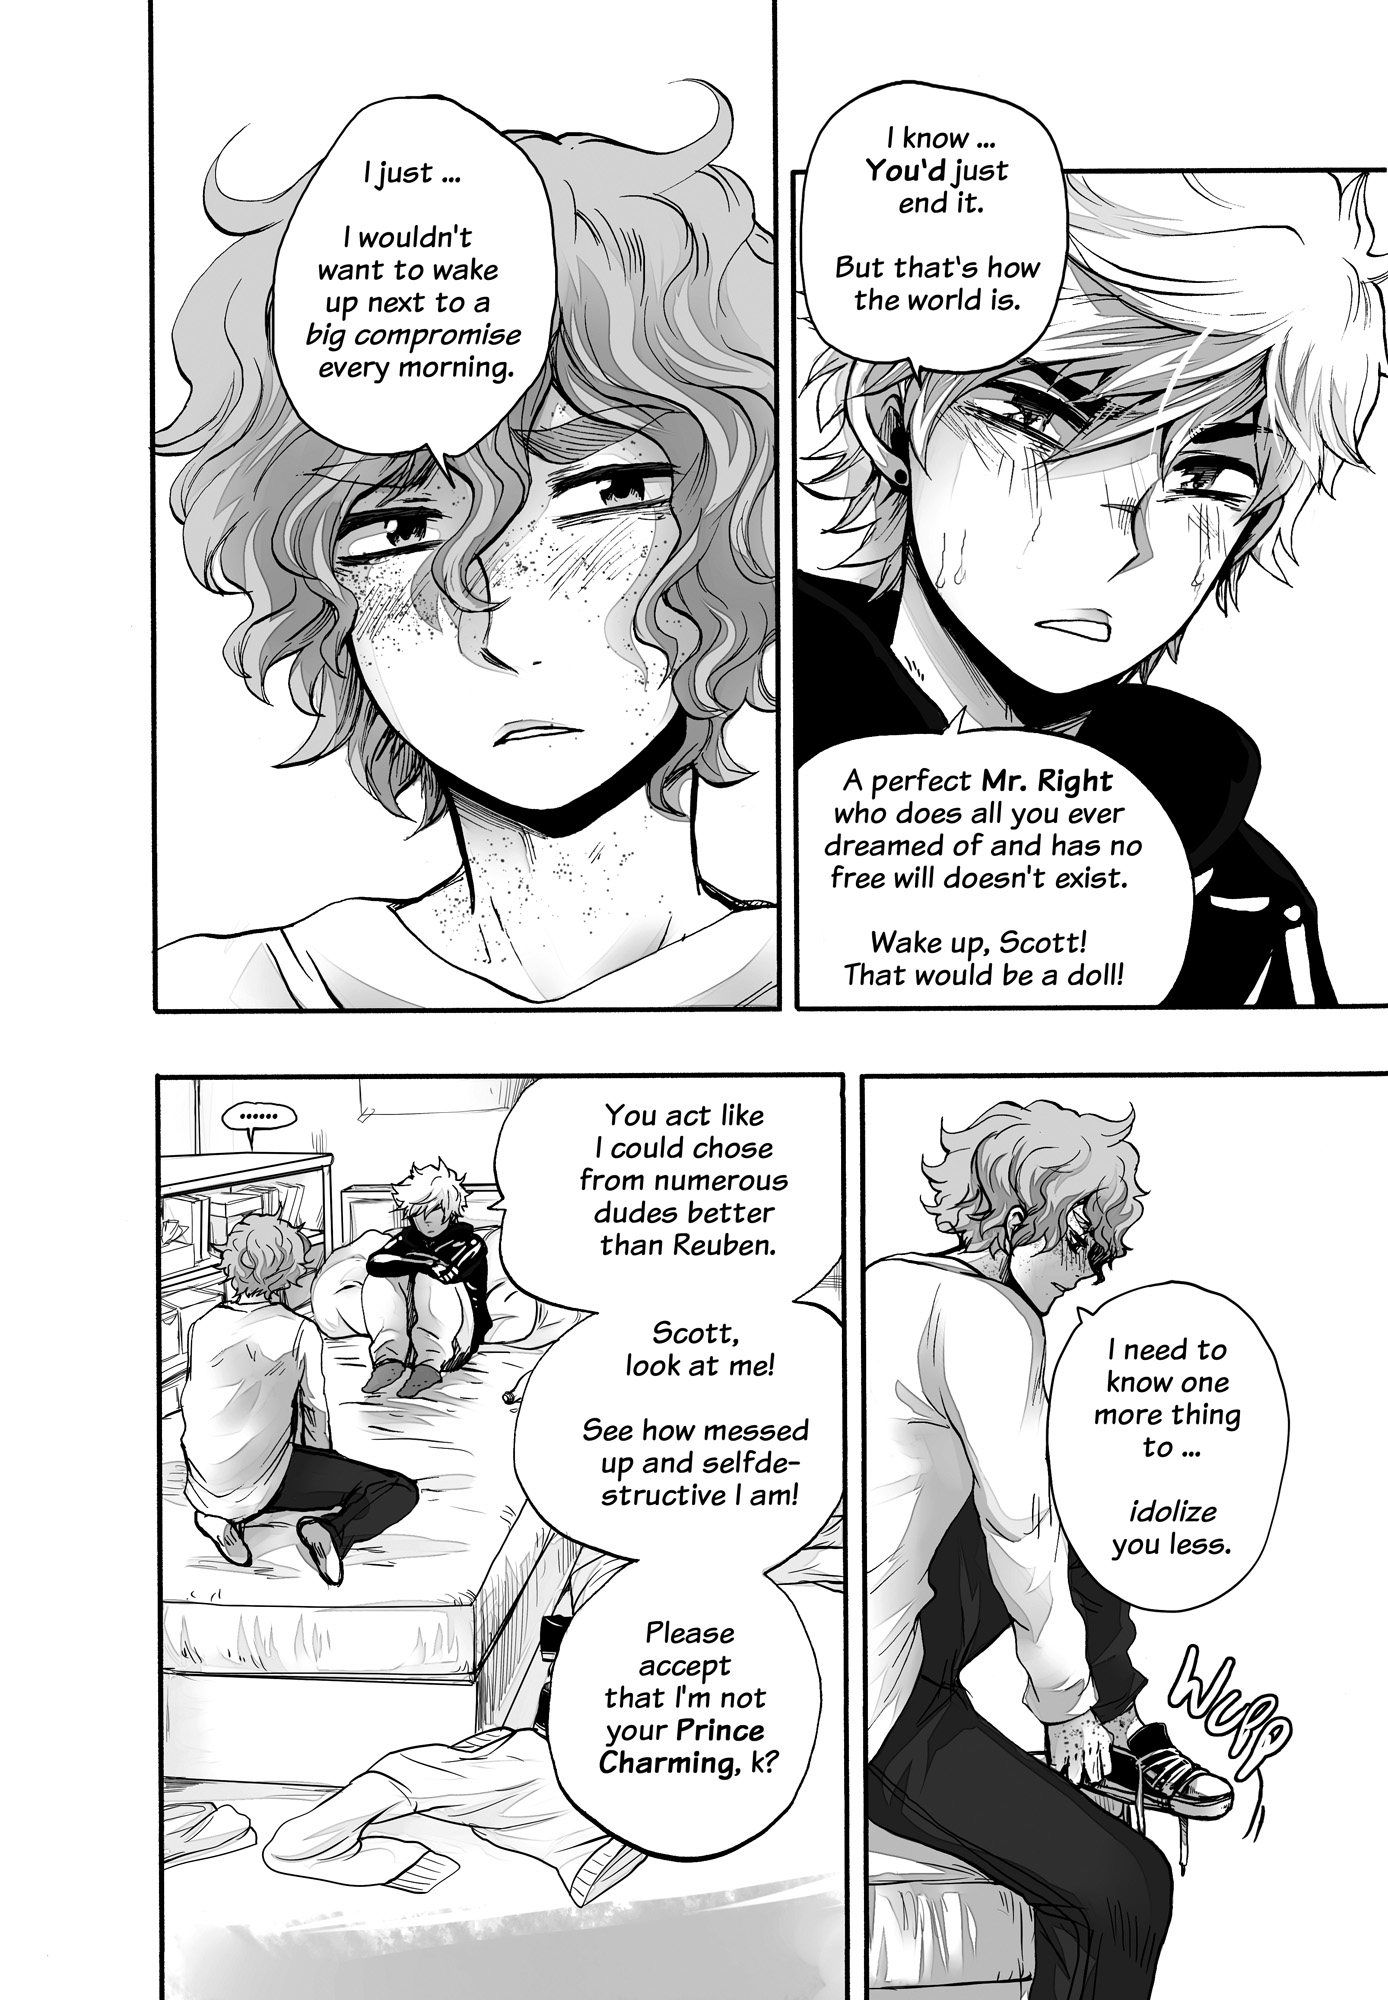 I just ...
I wouldn't
want to wake
up next to a
big compromise
every morning.
I know ...
You'd just
end it.
But that's how
the world is.
A perfect Mr. Right
who does all you ever
dreamed of and has no
free will doesn't exist.
Wake up, Scott!
That would be a doll!
......
You act like
I could chose
from numerous
dudes better
than Reuben.
Scott,
look at me!
See how messed
up and selfde-
structive I am!
Please
accept
that I'm not
your Prince
Charming, k?
I need to
know one
more thing
to ...
idolize
you less.
WUPP